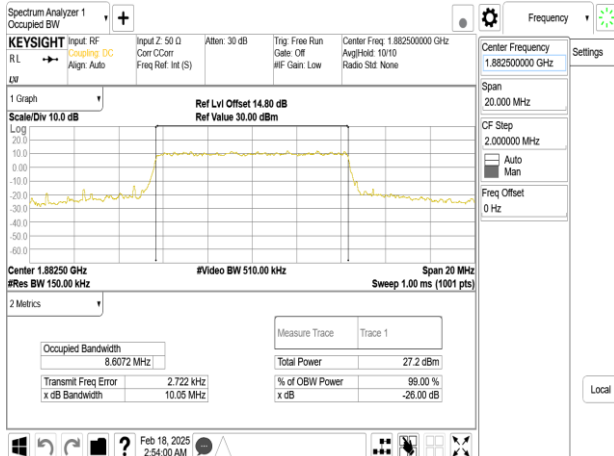 Spectrum Analyzer 1
Occupied BW
KEYSIGHT
RL
LXI
Input: RF
Coupling: DC
Align: Auto
Input Z: 50 Ω
Corr CCorr
Freq Ref: Int (S)
Atten: 30 dB
Trig: Free Run
Gate: Off
#IF Gain: Low
Center Freq: 1.882500000 GHz
Avg|Hold: 10/10
Radio Std: None
1 Graph
Scale/Div 10.0 dB
Ref Lvl Offset 14.80 dB
Ref Value 30.00 dBm
Log
20.0
10.0
0.00
-10.0
-20.0
-30.0
-40.0
-50.0
-60.0
Center 1.88250 GHz
#Res BW 150.00 kHz
#Video BW 510.00 kHz
Span 20 MHz
Sweep 1.00 ms (1001 pts)
2 Metrics
Occupied Bandwidth
8.6072 MHz
Transmit Freq Error 2.722 kHz
x dB Bandwidth 10.05 MHz
Measure Trace Trace 1
Total Power 27.2 dBm
% of OBW Power 99.00 %
x dB -26.00 dB
?
Feb 18, 2025
2:54:00 AM
Frequency
Center Frequency
1.882500000 GHz
Span
20.000 MHz
CF Step
2.000000 MHz
Auto
Man
Freq Offset
0 Hz
Settings
Local